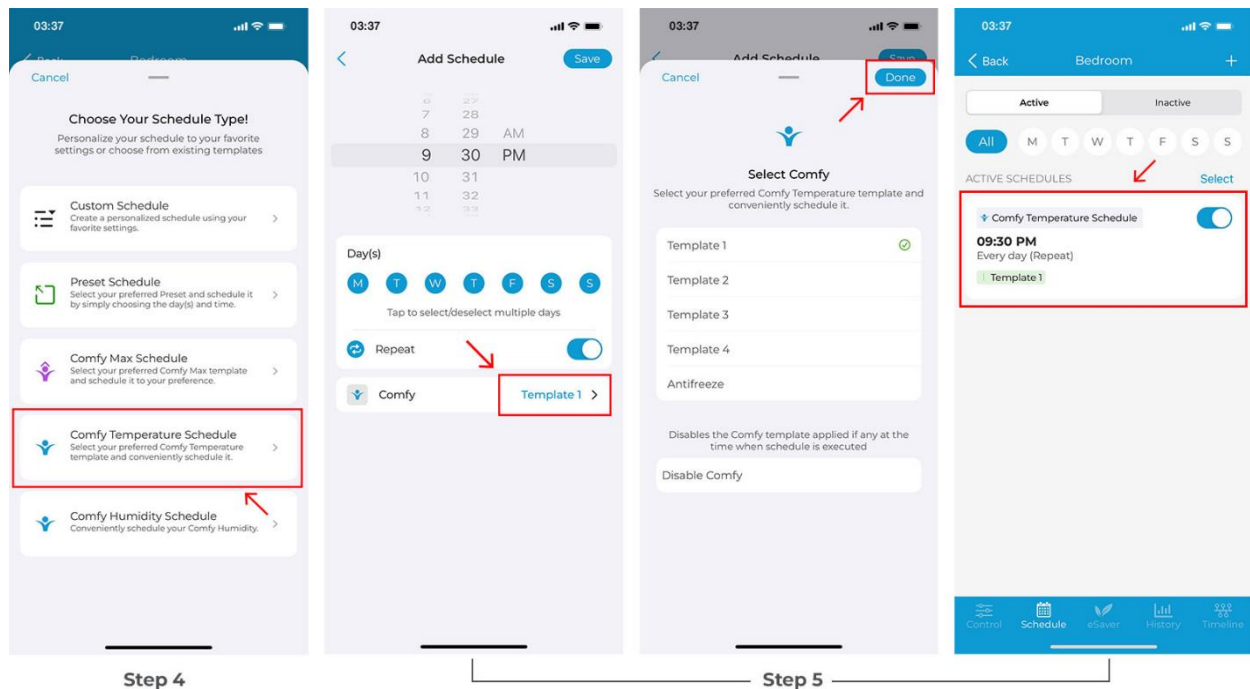 03:37
Back
Bedroom
Cancel
Choose Your Schedule Type!
Personalize your schedule to your favorite
settings or choose from existing templates
Custom Schedule
Create a personalized schedule using your
favorite settings.
Preset Schedule
Select your preferred Preset and schedule it
by simply choosing the day(s) and time.
Comfy Max Schedule
Select your preferred Comfy Max template
and schedule it to your preference.
Comfy Temperature Schedule
Select your preferred Comfy Temperature
template and conveniently schedule it.
Comfy Humidity Schedule
Conveniently schedule your Comfy Humidity.
Step 4
03:37
Add Schedule
Save
6 27
7 28
8 29 AM
9 30 PM
10 31
11 32
12 33
Day(s)
M T W T F S S
Tap to select/deselect multiple days
Repeat
Comfy Template 1
03:37
Add Schedule
Save
Cancel
Done
Select Comfy
Select your preferred Comfy Temperature template and
conveniently schedule it.
Template 1
Template 2
Template 3
Template 4
Antifreeze
Disables the Comfy template applied if any at the
time when schedule is executed
Disable Comfy
03:37
Back Bedroom +
Active Inactive
All M T W T F S S
ACTIVE SCHEDULES Select
Comfy Temperature Schedule
09:30 PM
Every day (Repeat)
Template 1
Control Schedule eSaver History Timeline
Step 5